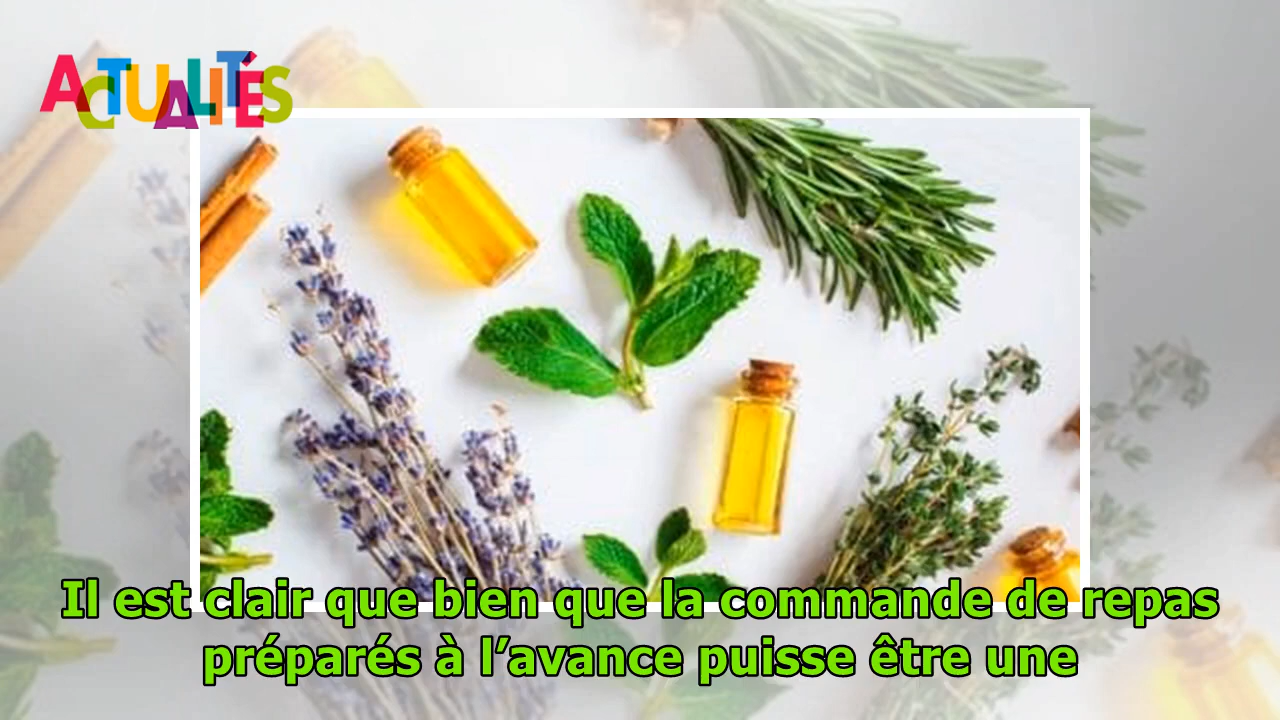 ACTUALITÉS
Il est clair que bien que la commande de repas
préparés à l’avance puisse être une